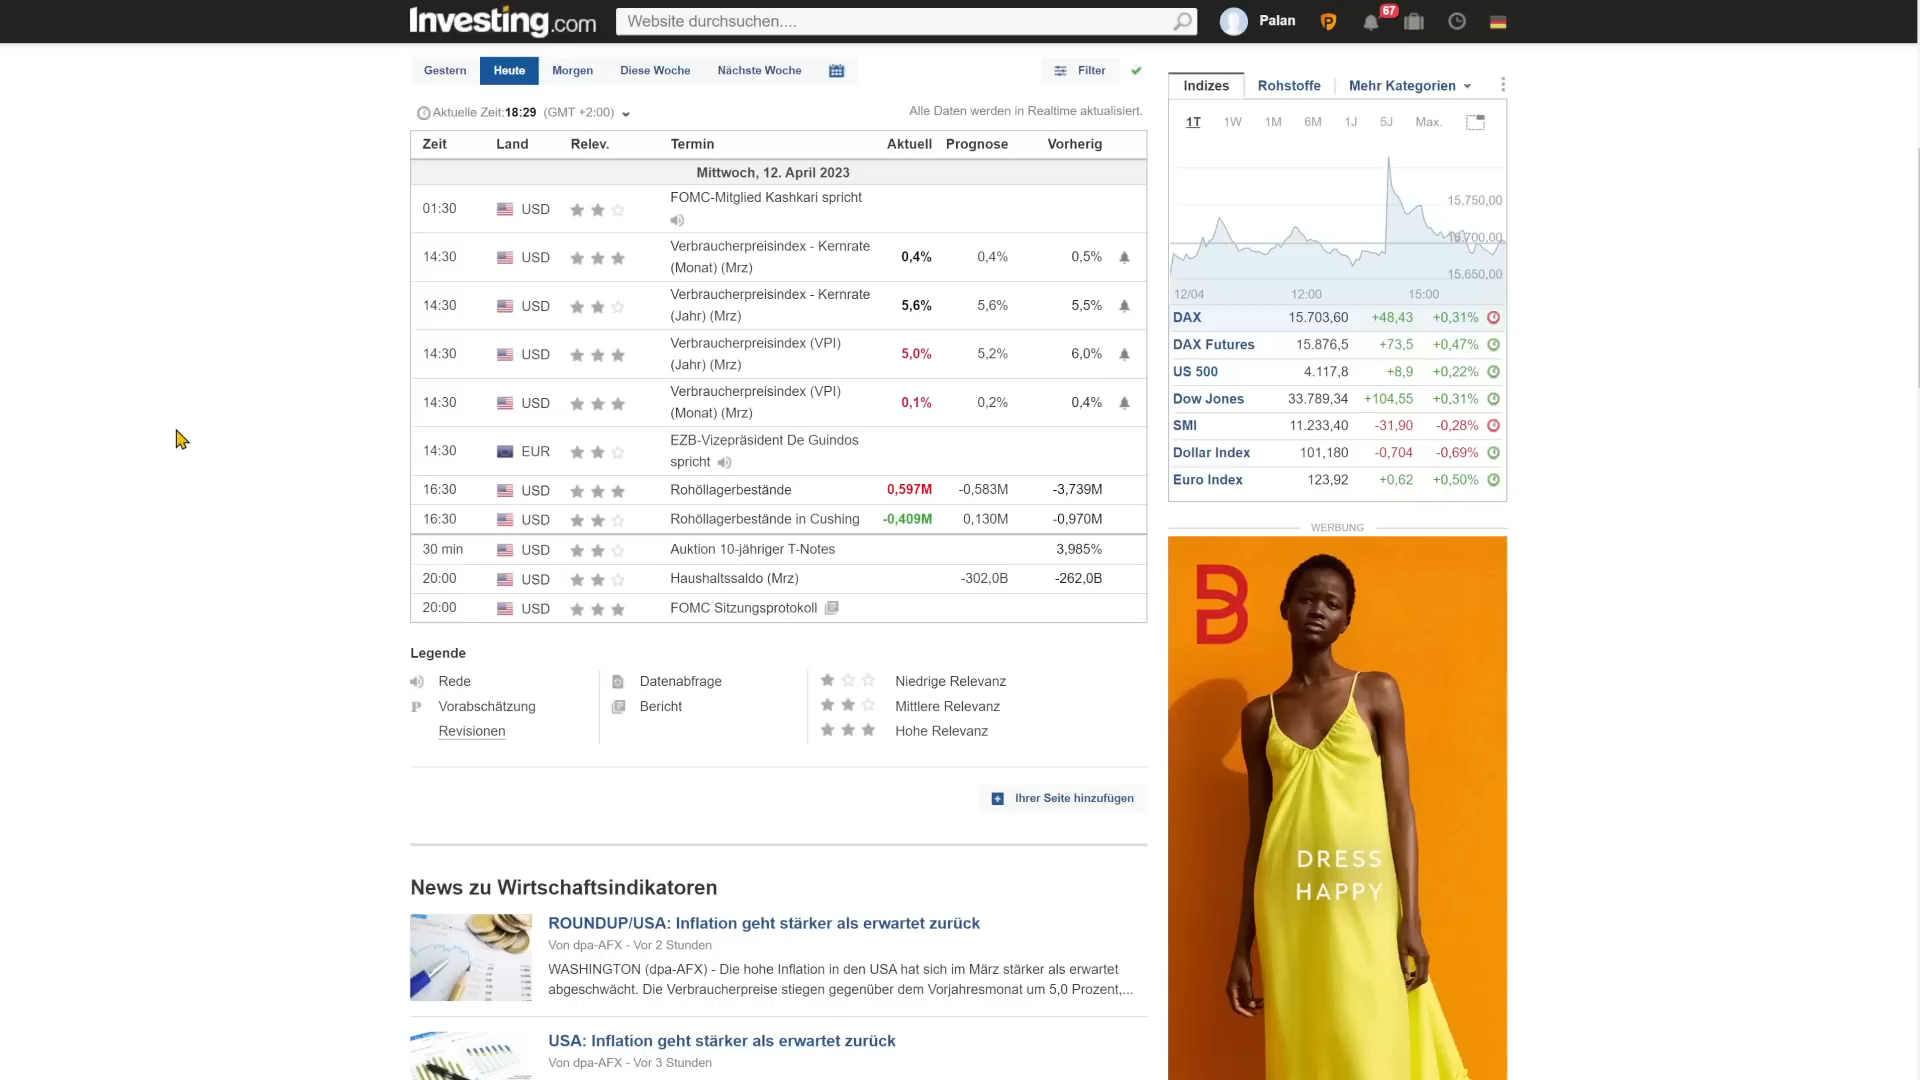 Investing.com
Website durchsuchen....
Palan
67
Gestern Heute Morgen Diese Woche Nächste Woche
Filter
Aktuelle Zeit:18:29 (GMT +2:00)
Alle Daten werden in Realtime aktualisiert.
Zeit Land Relev. Termin Aktuell Prognose Vorherig
Mittwoch, 12. April 2023
01:30 USD FOMC-Mitglied Kashkari spricht
14:30 USD Verbraucherpreisindex - Kernrate (Monat) (Mrz) 0,4% 0,4% 0,5%
14:30 USD Verbraucherpreisindex - Kernrate (Jahr) (Mrz) 5,6% 5,6% 5,5%
14:30 USD Verbraucherpreisindex (VPI) (Jahr) (Mrz) 5,0% 5,2% 6,0%
14:30 USD Verbraucherpreisindex (VPI) (Monat) (Mrz) 0,1% 0,2% 0,4%
14:30 EUR EZB-Vizepräsident De Guindos spricht
16:30 USD Rohöllagerbestände 0,597M -0,583M -3,739M
16:30 USD Rohöllagerbestände in Cushing -0,409M 0,130M -0,970M
30 min USD Auktion 10-jähriger T-Notes 3,985%
20:00 USD Haushaltssaldo (Mrz) -302,0B -262,0B
20:00 USD FOMC Sitzungsprotokoll
Legende
Rede
P Vorabschätzung
Revisionen
Datenabfrage
Bericht
Niedrige Relevanz
Mittlere Relevanz
Hohe Relevanz
Ihrer Seite hinzufügen
News zu Wirtschaftsindikatoren
ROUNDUP/USA: Inflation geht stärker als erwartet zurück
Von dpa-AFX - Vor 2 Stunden
WASHINGTON (dpa-AFX) - Die hohe Inflation in den USA hat sich im März stärker als erwartet
abgeschwächt. Die Verbraucherpreise stiegen gegenüber dem Vorjahresmonat um 5,0 Prozent,...
USA: Inflation geht stärker als erwartet zurück
Von dpa-AFX - Vor 3 Stunden
Indizes Rohstoffe Mehr Kategorien
1T 1W 1M 6M 1J 5J Max.
15.750,00
15.700,00
15.650,00
12/04 12:00 15:00
DAX 15.703,60 +48,43 +0,31%
DAX Futures 15.876,5 +73,5 +0,47%
US 500 4.117,8 +8,9 +0,22%
Dow Jones 33.789,34 +104,55 +0,31%
SMI 11.233,40 -31,90 -0,28%
Dollar Index 101,180 -0,704 -0,69%
Euro Index 123,92 +0,62 +0,50%
WERBUNG
B
DRESS
HAPPY